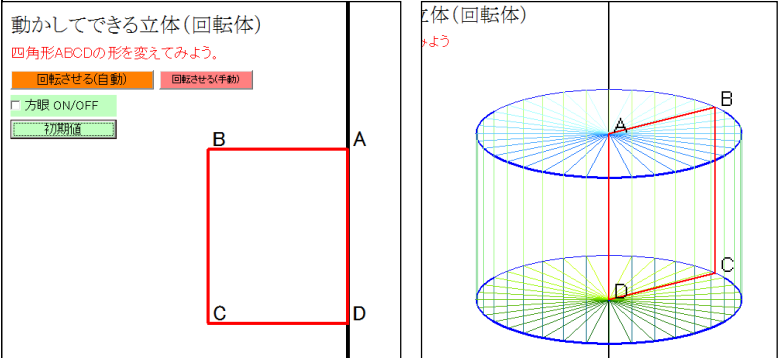 動かしてできる立体(回転体)
四角形ABCDの形を変えてみよう。
回転させる(自動)
回転させる(手動)
方眼 ON/OFF
初期値
B
A
C
D
立体(回転体)
みよう
A
B
C
D